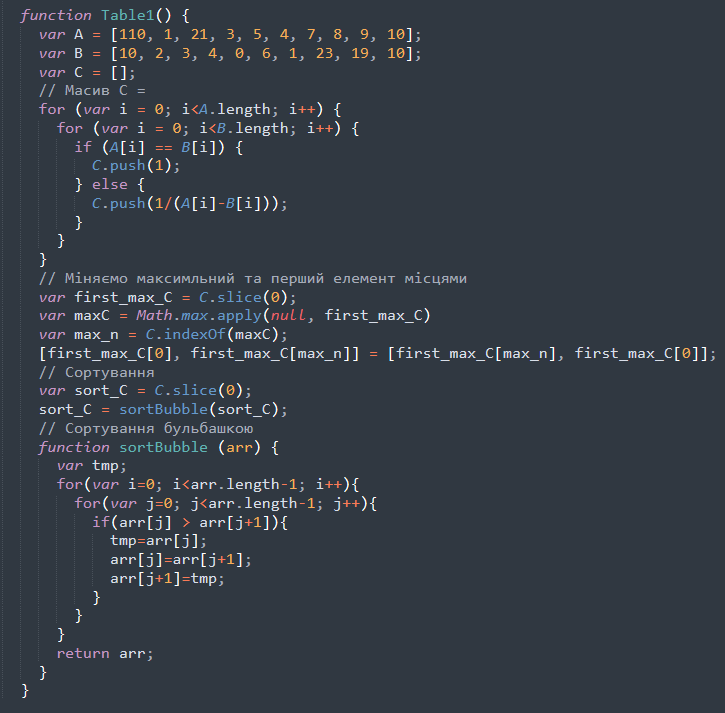 function Table1() {
var A = [110, 1, 21, 3, 5, 4, 7, 8, 9, 10];
var B = [10, 2, 3, 4, 0, 6, 1, 23, 19, 10];
var C = [];
// Масив C =
for (var i = 0; i<A.length; i++) {
for (var i = 0; i<B.length; i++) {
if (A[i] == B[i]) {
C.push(1);
} else {
C.push(1/(A[i]-B[i]));
}
}
}
// Міняємо максимльний та перший елемент місцями
var first_max_C = C.slice(0);
var maxC = Math.max.apply(null, first_max_C)
var max_n = C.indexOf(maxC);
[first_max_C[0], first_max_C[max_n]] = [first_max_C[max_n], first_max_C[0]];
// Сортування
var sort_C = C.slice(0);
sort_C = sortBubble(sort_C);
// Сортування бульбашкою
function sortBubble (arr) {
var tmp;
for(var i=0; i<arr.length-1; i++){
for(var j=0; j<arr.length-1; j++){
if(arr[j] > arr[j+1]){
tmp=arr[j];
arr[j]=arr[j+1];
arr[j+1]=tmp;
}
}
}
return arr;
}
}